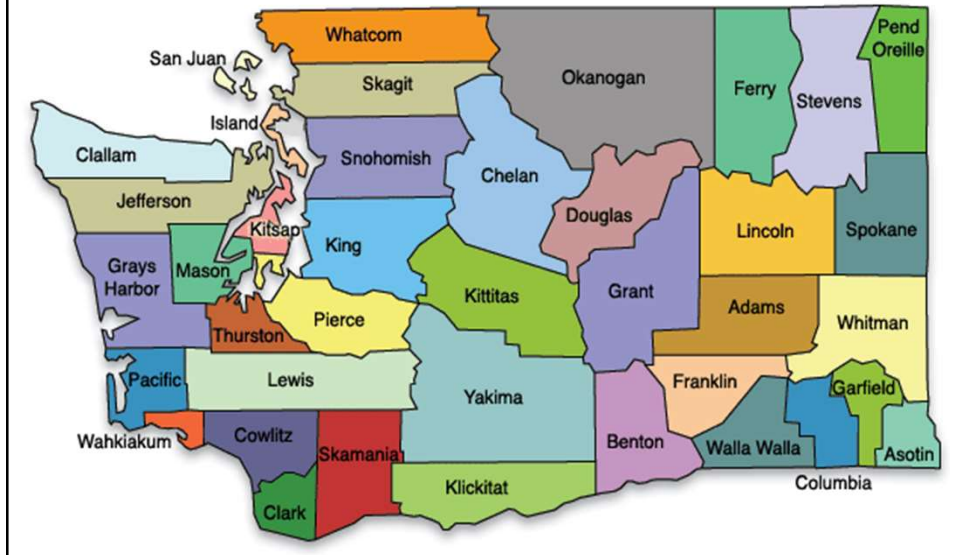 Whatcom
San Juan
Skagit
Island
Okanogan
Ferry
Stevens
Pend
Oreille
Clallam
Snohomish
Chelan
Jefferson
Kitsap
King
Douglas
Lincoln
Spokane
Grays
Harbor
Mason
Kittitas
Grant
Adams
Whitman
Thurston
Pierce
Pacific
Lewis
Yakima
Franklin
Garfield
Wahkiakum
Cowlitz
Skamania
Benton
Walla Walla
Asotin
Columbia
Klickitat
Clark